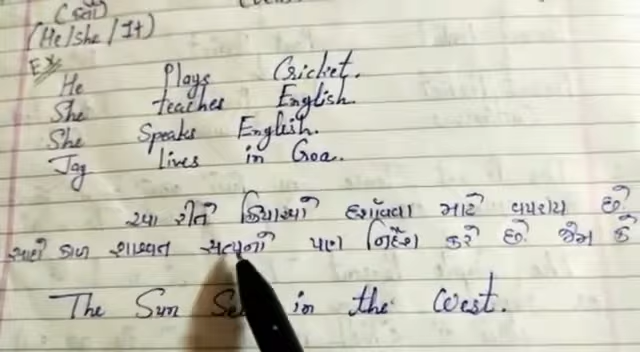 (કર્તા)
(He/She/It)
Ex
He Plays Cricket.
She teaches English.
She Speaks English.
Jay lives in Goa.
આ રીતે ક્રિયાઓ દર્શાવવા માટે વપરાય છે.
સાદો કાળ શાશ્વત સત્યનો પણ નિર્દેશ કરે છે. જેમ કે
The Sun in the West.